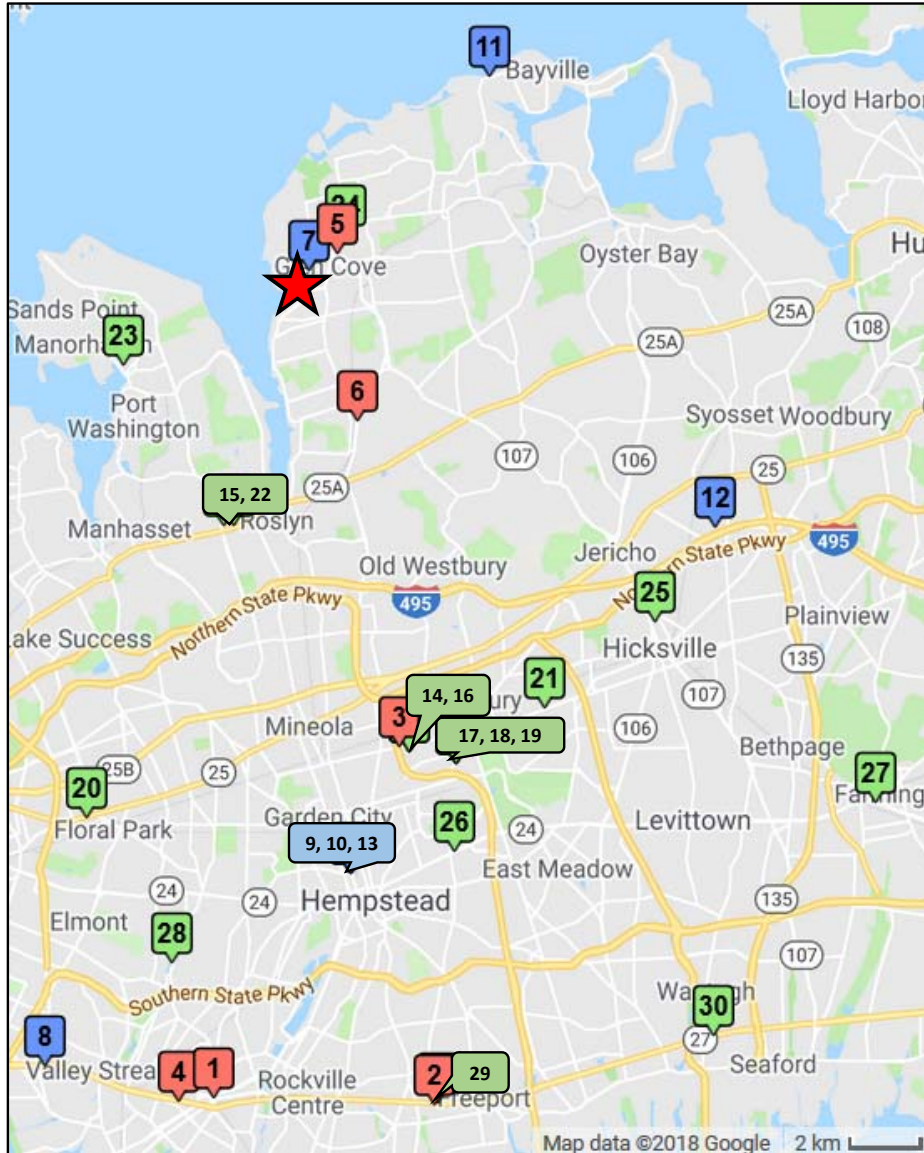 11
Bayville
Lloyd Harbor
5
7
Oyster Bay
Cove
Sands Point
25A
108
23
25A
6
Port
Washington
Syosset Woodbury
107
106
25
15, 22
25A
12
Manhasset
Roslyn
Jericho
495
Old Westbury
Northern State Pkwy
495
25
Plainview
Lake Success
Northern State Pkwy
Hicksville
135
21
14, 16
3
107
Mineola
17, 18, 19
106
Bethpage
25B
25
27
20
Garden City
26
Levittown
Floral Park
24
9, 10, 13
East Meadow
24
24
Hempstead
135
Elmont
28
107
Southern State Pkwy
30
8
27
Valley
4
1
2
29
Seaford
Rockville
Centre
Freeport
Map data ©2018 Google
2 km